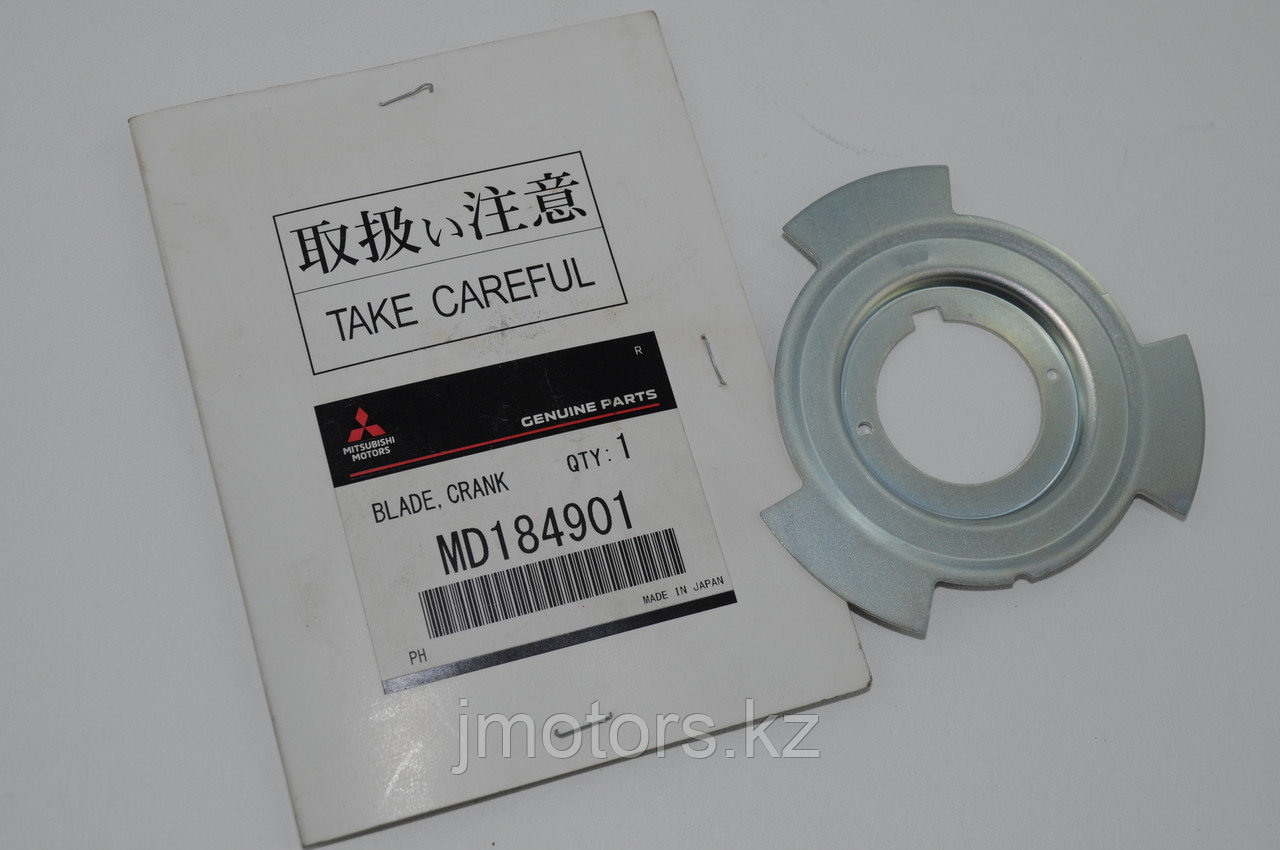 取扱い注意
TAKE CAREFUL
R
GENUINE PARTS
MITSUBISHI
MOTORS
BLADE, CRANK QTY: 1
MD184901
MADE IN JAPAN
PH
jmotors.kz